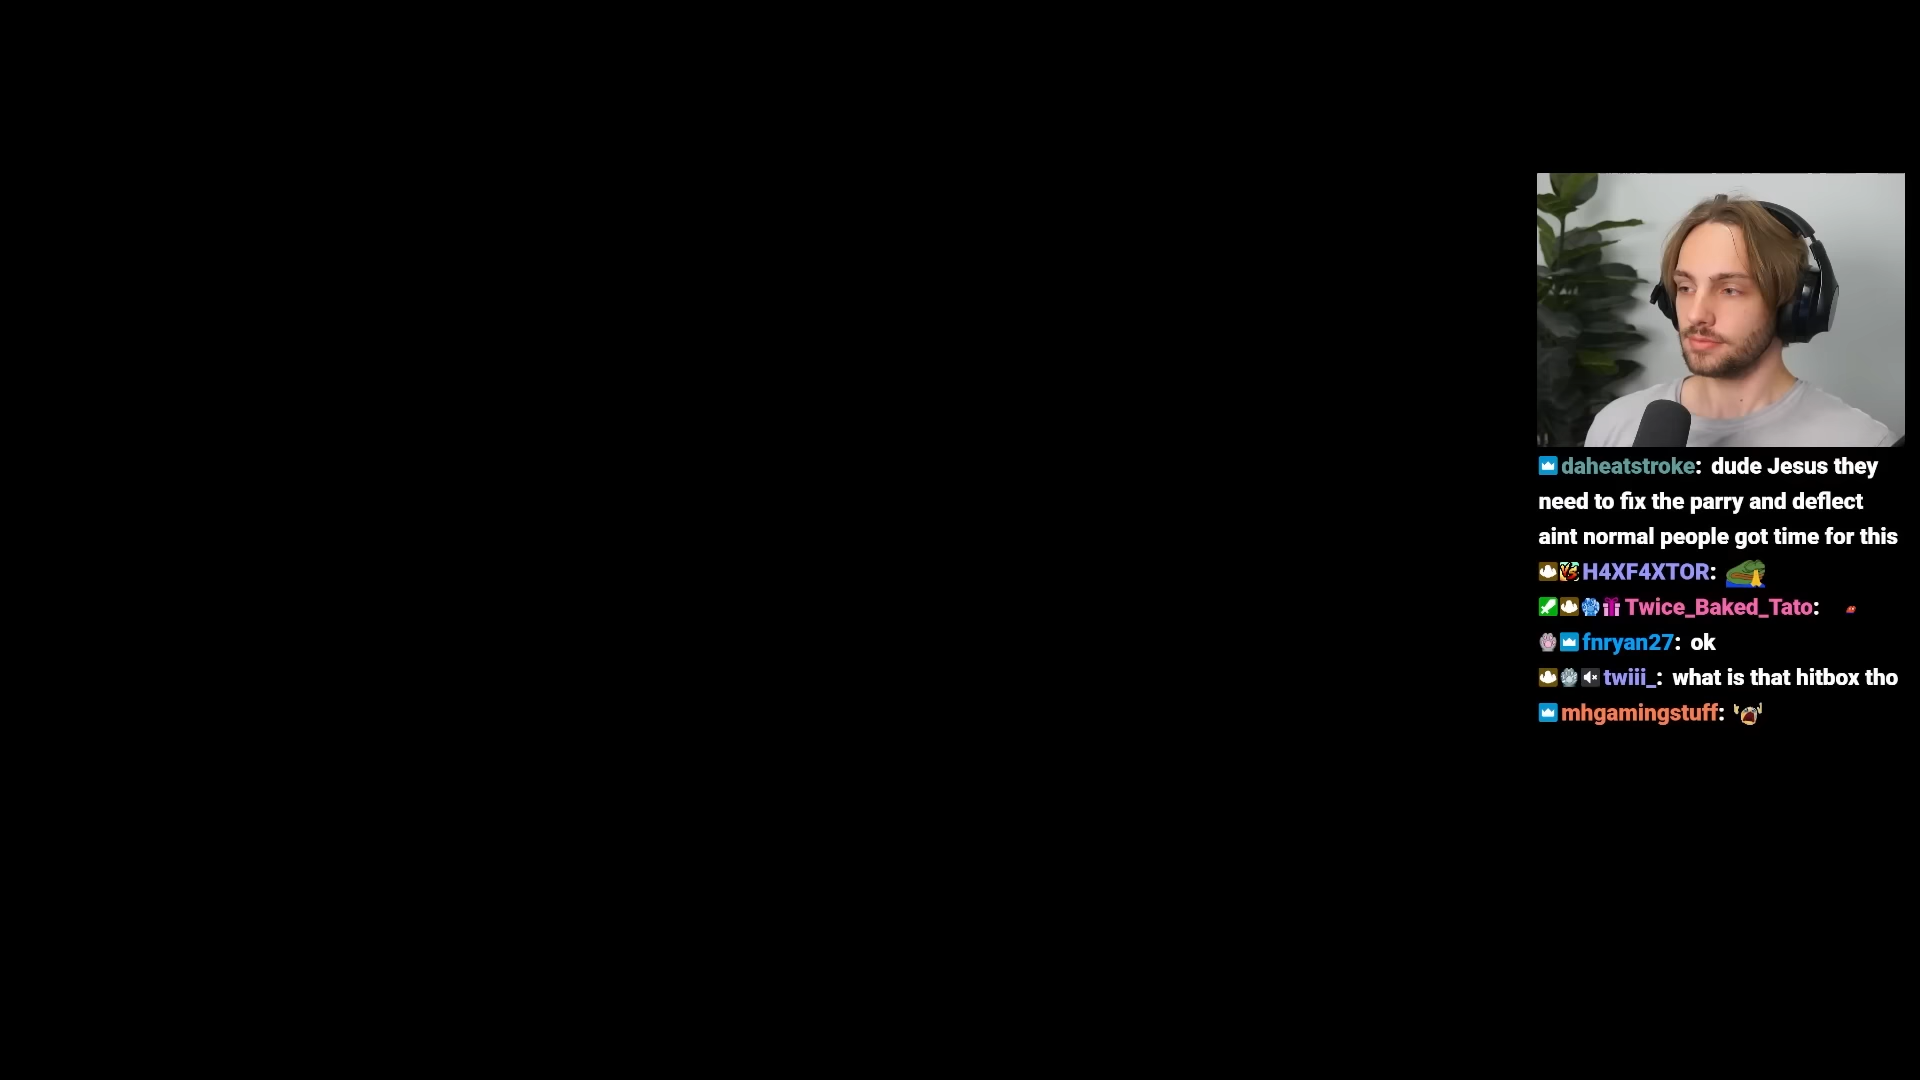 daheatstroke: dude Jesus they
need to fix the parry and deflect
aint normal people got time for this
H4XF4XTOR:
Twice_Baked_Tato:
fnryan27: ok
twiii_: what is that hitbox tho
mhgamingstuff: